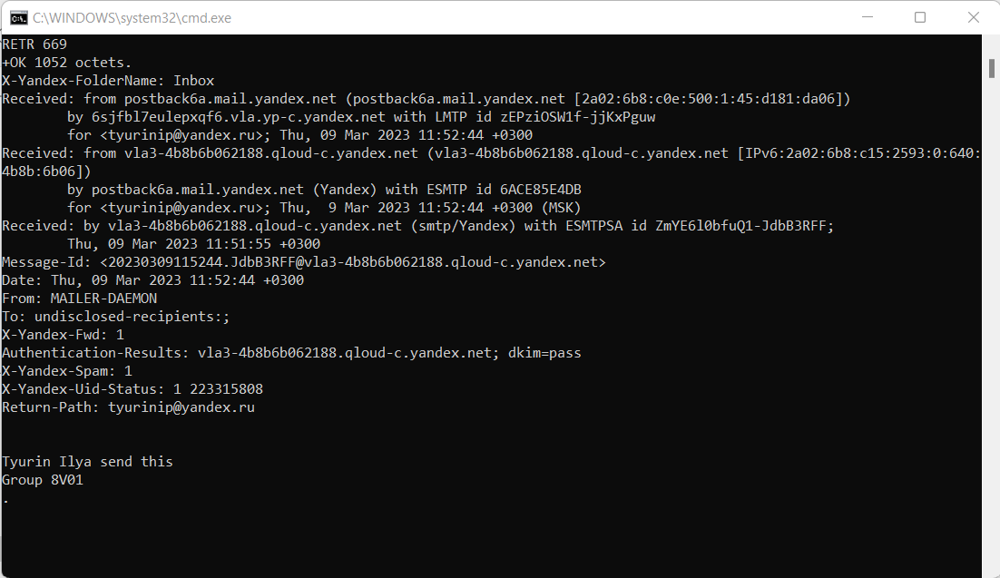 C:\WINDOWS\system32\cmd.exe
RETR 669
+OK 1052 octets.
X-Yandex-FolderName: Inbox
Received: from postback6a.mail.yandex.net (postback6a.mail.yandex.net [2a02:6b8:c0e:500:1:45:d181:da06])
        by 6sjfbl7eulepxqf6.vla.yp-c.yandex.net with LMTP id zEPziOSW1f-jjKxPguw
        for <tyurinip@yandex.ru>; Thu, 09 Mar 2023 11:52:44 +0300
Received: from vla3-4b8b6b062188.qloud-c.yandex.net (vla3-4b8b6b062188.qloud-c.yandex.net [IPv6:2a02:6b8:c15:2593:0:640:
4b8b:6b06])
        by postback6a.mail.yandex.net (Yandex) with ESMTP id 6ACE85E4DB
        for <tyurinip@yandex.ru>; Thu,  9 Mar 2023 11:52:44 +0300 (MSK)
Received: by vla3-4b8b6b062188.qloud-c.yandex.net (smtp/Yandex) with ESMTPSA id ZmYE6l0bfuQ1-JdbB3RFF;
        Thu, 09 Mar 2023 11:51:55 +0300
Message-Id: <20230309115244.JdbB3RFF@vla3-4b8b6b062188.qloud-c.yandex.net>
Date: Thu, 09 Mar 2023 11:52:44 +0300
From: MAILER-DAEMON
To: undisclosed-recipients:;
X-Yandex-Fwd: 1
Authentication-Results: vla3-4b8b6b062188.qloud-c.yandex.net; dkim=pass
X-Yandex-Spam: 1
X-Yandex-Uid-Status: 1 223315808
Return-Path: tyurinip@yandex.ru
Tyurin Ilya send this
Group 8V01
.